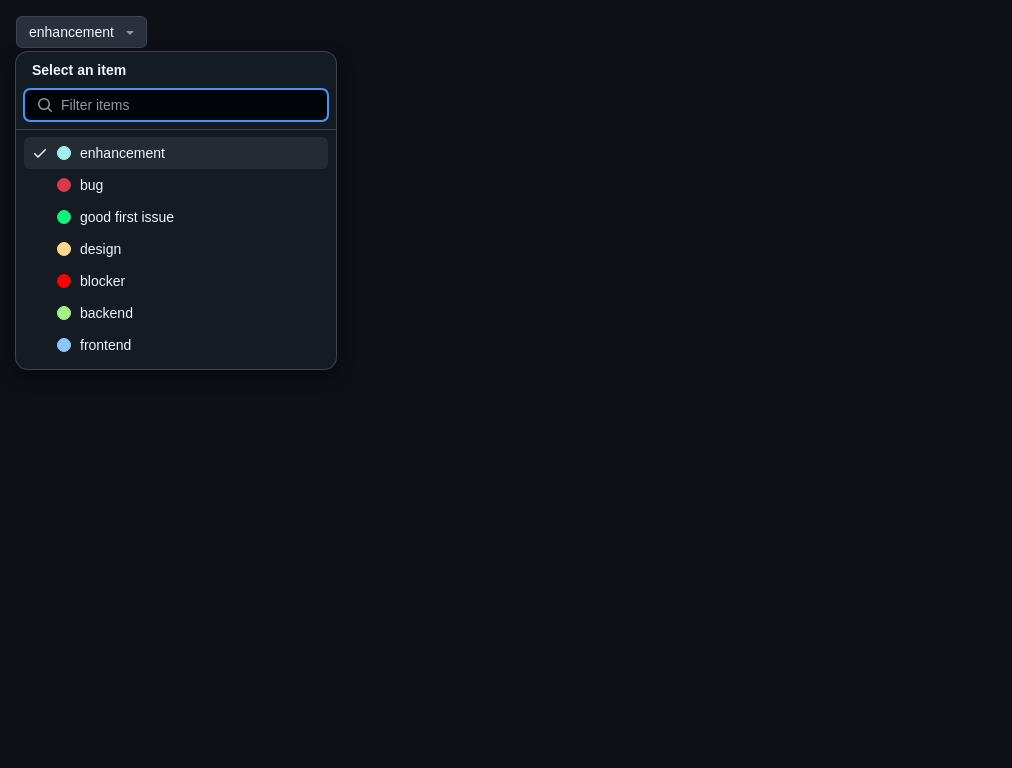 enhancement
Select an item
Filter items
enhancement
bug
good first issue
design
blocker
backend
frontend